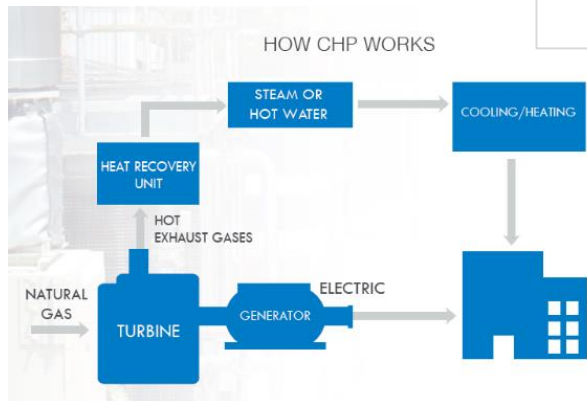 HOW CHP WORKS
STEAM OR
HOT WATER
COOLING/HEATING
HEAT RECOVERY
UNIT
HOT
EXHAUST GASES
NATURAL
GAS
TURBINE
GENERATOR
ELECTRIC